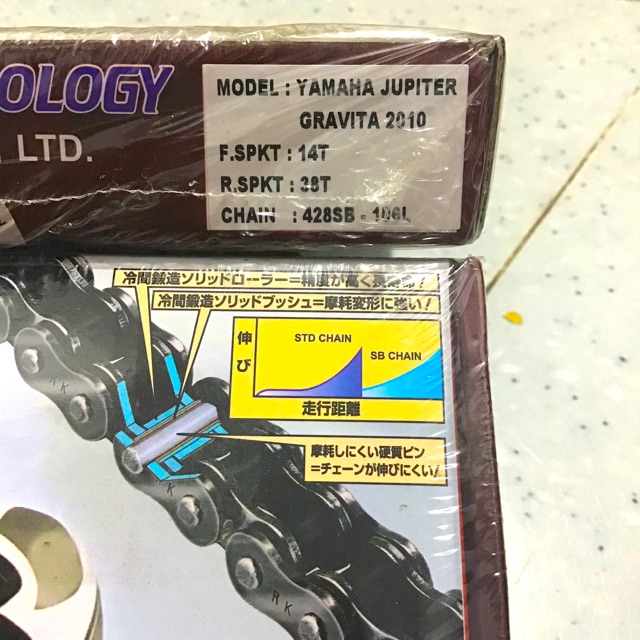 OLOGY
, LTD.
MODEL : YAMAHA JUPITER
GRAVITA 2010
F.SPKT : 14T
R.SPKT : 38T
CHAIN : 428SB - 106L
冷間鍛造ソリッドローラー=精度が高く長寿命!
冷間鍛造ソリッドブッシュ=摩耗変形に強い!
伸び
STD CHAIN
SB CHAIN
走行距離
摩耗しにくい硬質ピン
=チェーンが伸びにくい!
RK
K
RK